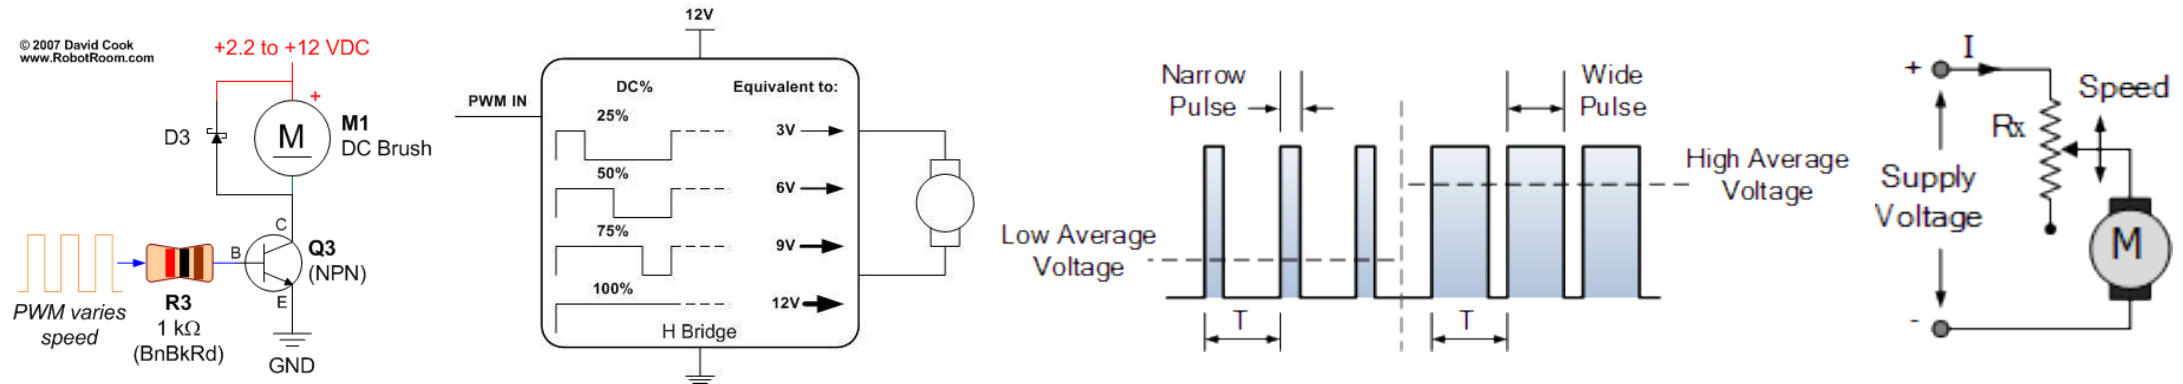 © 2007 David Cook
www.RobotRoom.com
+2.2 to +12 VDC
+
D3
M
M1
DC Brush
C
B
Q3
(NPN)
E
PWM varies
speed
R3
1 kΩ
(BnBkRd)
GND
12V
PWM IN
DC%
Equivalent to:
25%
3V
50%
6V
75%
9V
100%
12V
H Bridge
Narrow
Pulse
Wide
Pulse
High Average
Voltage
Low Average
Voltage
T
T
+
I
Speed
Rx
Supply
Voltage
M
-